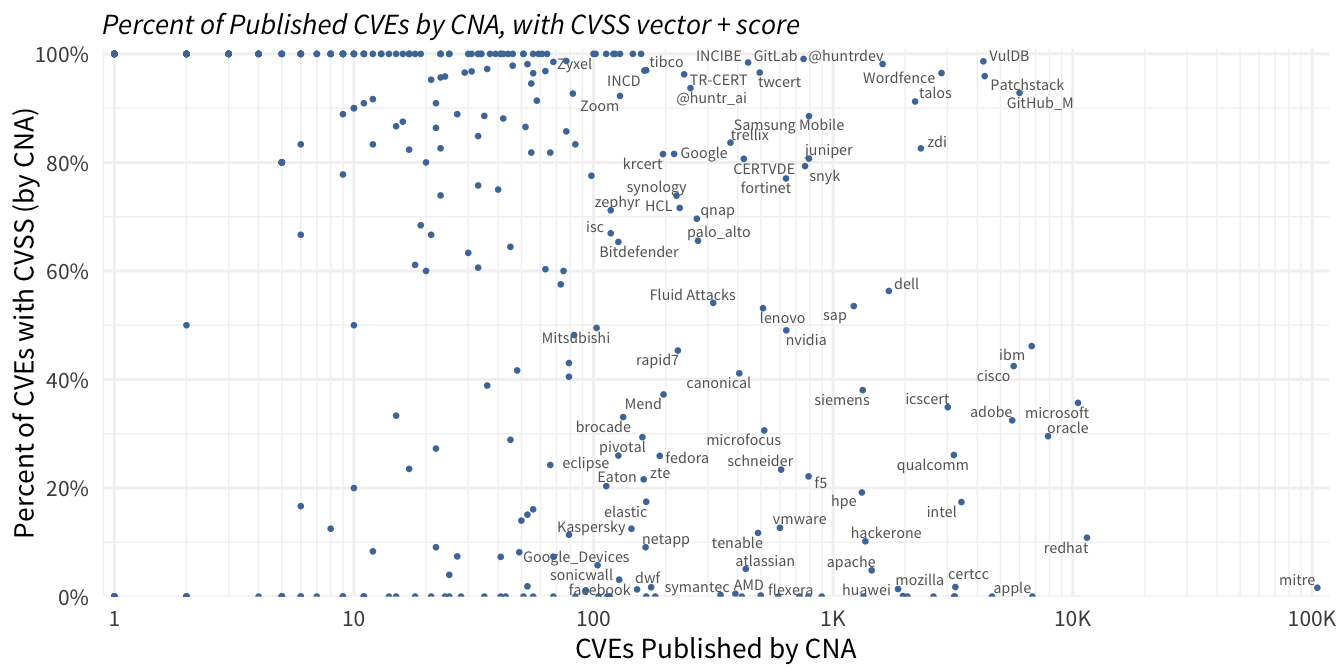 Percent of Published CVEs by CNA, with CVSS vector + score
Percent of CVEs with CVSS (by CNA)
100%
80%
60%
40%
20%
0%
Zyxel
tibco
INCIBE
GitLab
@huntrdev
VulDB
INCD
TR-CERT
twcert
Wordfence
Patchstack
Zoom
@huntr_ai
talos
GitHub_M
Samsung Mobile
trellix
zdi
krcert
Google
juniper
CERTVDE
snyk
synology
fortinet
zephyr
HCL
qnap
isc
palo_alto
Bitdefender
Fluid Attacks
dell
lenovo
sap
Mitsubishi
nvidia
rapid7
ibm
canonical
cisco
Mend
siemens
icscert
adobe
microsoft
brocade
oracle
pivotal
microfocus
eclipse
fedora
schneider
qualcomm
Eaton
zte
f5
hpe
elastic
intel
Kaspersky
vmware
netapp
tenable
hackerone
redhat
Google_Devices
atlassian
apache
sonicwall
dwf
mozilla
certcc
mitre
facebook
symantec
AMD
flexera
huawei
apple
1
10
100
1K
10K
100K
CVEs Published by CNA